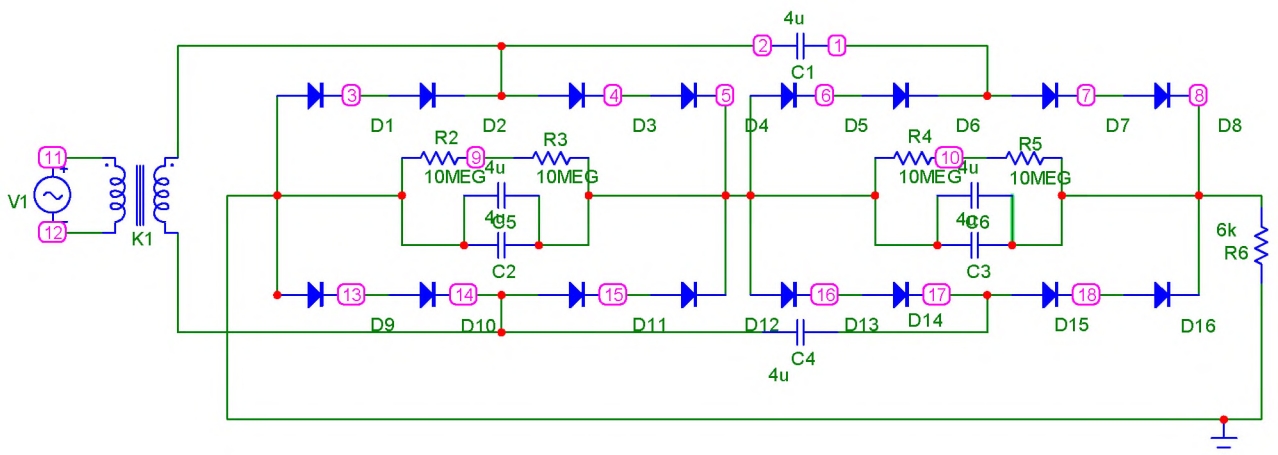 4u
2
1
C1
3
4
5
6
7
8
D1
D2
D3
D4
D5
D6
D7
D8
R2
9
R3
R4
10
R5
11
10MEG
4u
10MEG
10MEG
4u
10MEG
V1
4u
C5
4u
C6
6k
R6
12
K1
C2
C3
13
14
15
16
17
18
D9
D10
D11
D12
D13
D14
D15
D16
C4
4u